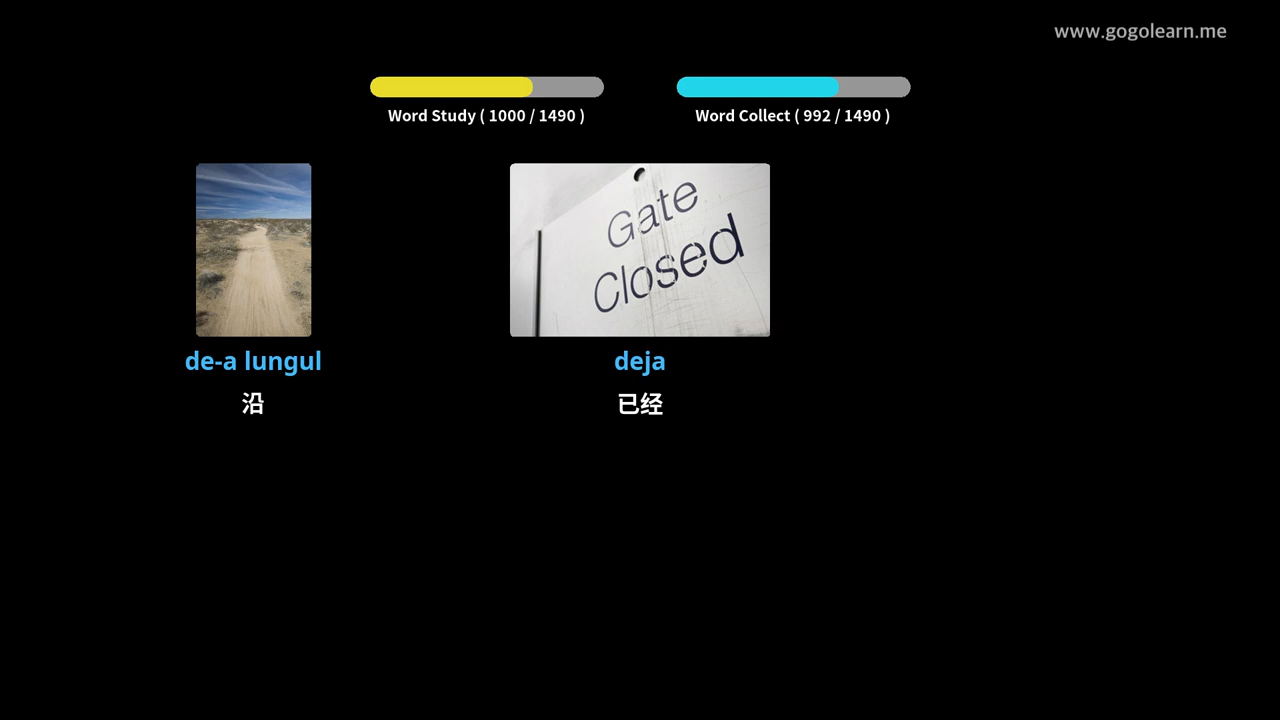 www.gogolearn.me
Word Study ( 1000 / 1490 )
Word Collect ( 992 / 1490 )
Gate
Closed
de-a lungul
deja
沿
已经